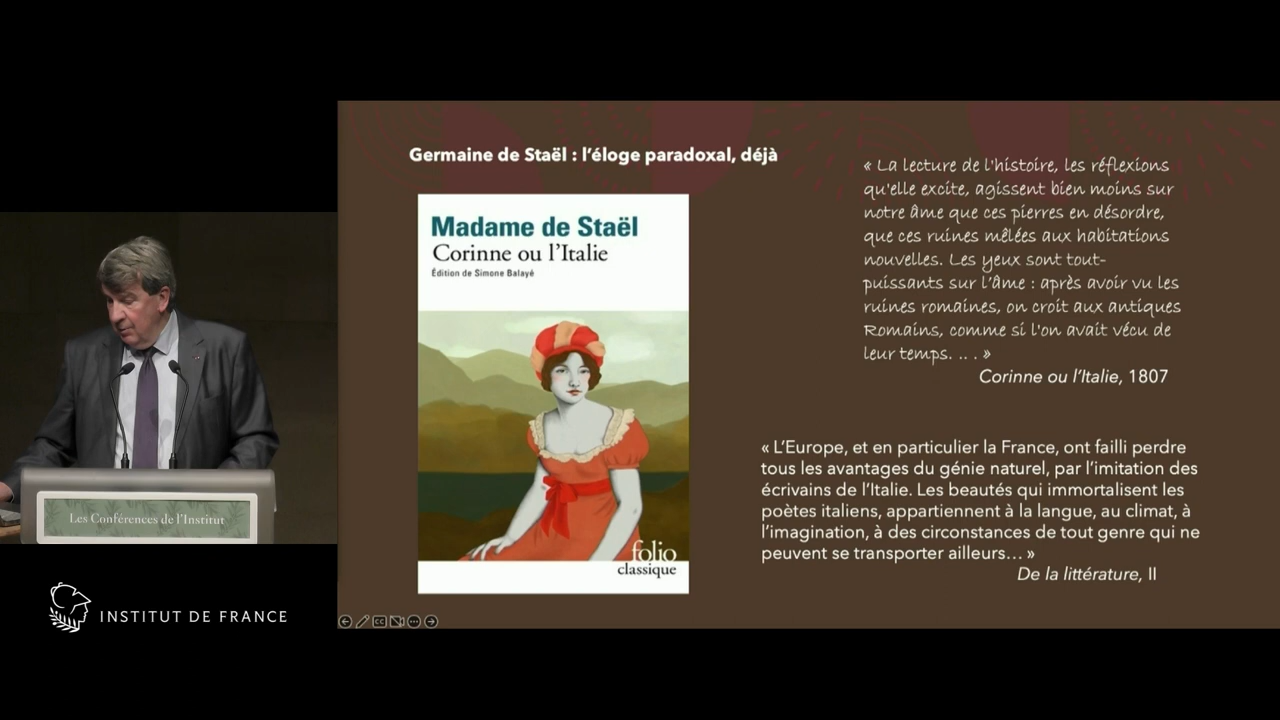 Germaine de Staël : l’éloge paradoxal, déjà
Madame de Staël
Corinne ou l’Italie
Édition de Simone Balayé
folio
classique
« La lecture de l'histoire, les réflexions
qu'elle excite, agissent bien moins sur
notre âme que ces pierres en désordre,
que ces ruines mêlées aux habitations
nouvelles. Les yeux sont tout-
puissants sur l’âme : après avoir vu les
ruines romaines, on croit aux antiques
Romains, comme si l'on avait vécu de
leur temps. .. . »
Corinne ou l’Italie, 1807
« L’Europe, et en particulier la France, ont failli perdre
tous les avantages du génie naturel, par l’imitation des
écrivains de l’Italie. Les beautés qui immortalisent les
poètes italiens, appartiennent à la langue, au climat, à
l’imagination, à des circonstances de tout genre qui ne
peuvent se transporter ailleurs… »
De la littérature, II
Les Conférences de l’Institut
INSTITUT DE FRANCE
CC